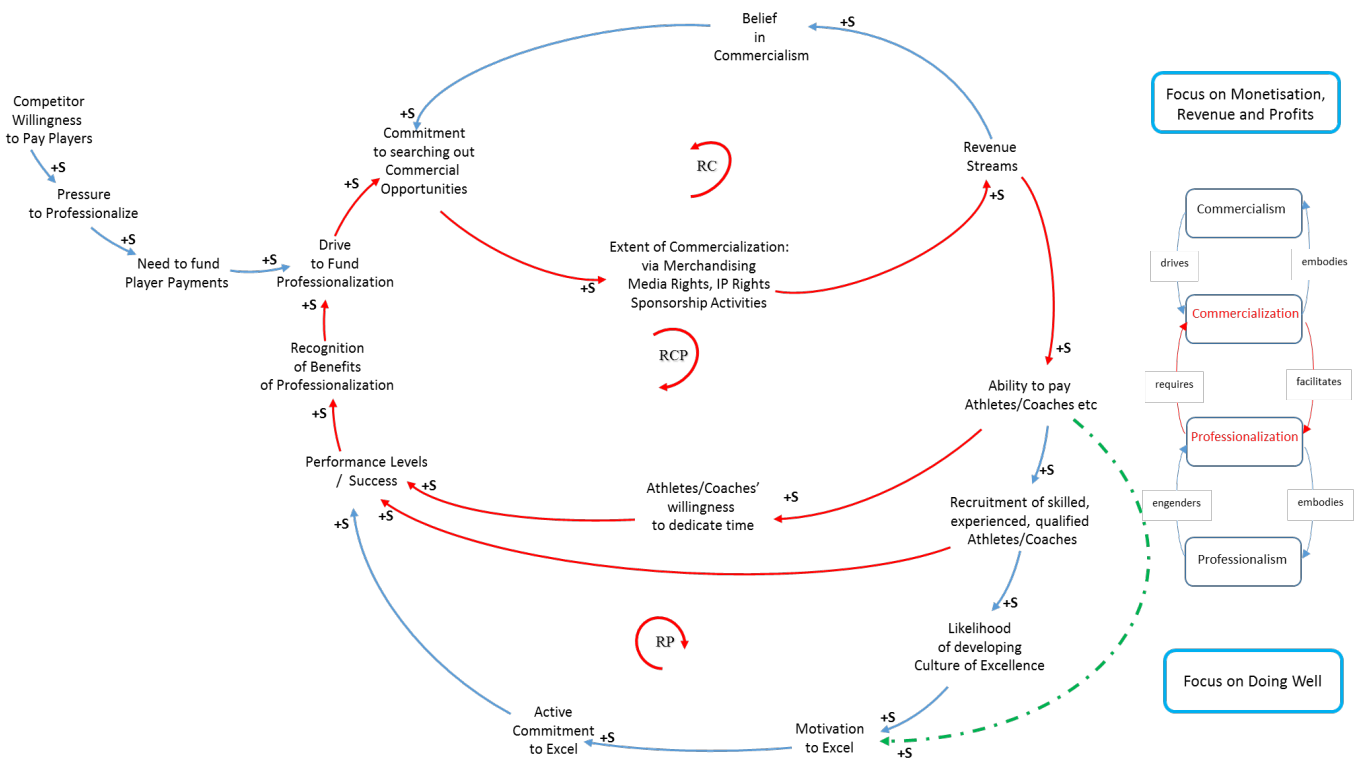 Belief
in
Commercialism
+S
Competitor
Willingness
to Pay Players
+S
Pressure
to Professionalize
+S
Need to fund
Player Payments
+S
Drive
to Fund
Professionalization
+S
+S
Commitment
to searching out
Commercial
Opportunities
+S
RC
Revenue
Streams
+S
Extent of Commercialization:
via Merchandising
Media Rights, IP Rights
Sponsorship Activities
+S
RCP
+S
Recognition
of Benefits
of Professionalization
+S
+S
Ability to pay
Athletes/Coaches etc
Performance Levels
/ Success
+S
+S
+S
Athletes/Coaches'
willingness
to dedicate time
+S
+S
Recruitment of skilled,
experienced, qualified
Athletes/Coaches
+S
RP
Likelihood
of developing
Culture of Excellence
+S
Active
Commitment
to Excel
+S
Motivation
to Excel
+S
Focus on Monetisation,
Revenue and Profits
Commercialism
drives
embodies
Commercialization
requires
facilitates
Professionalization
engenders
embodies
Professionalism
Focus on Doing Well